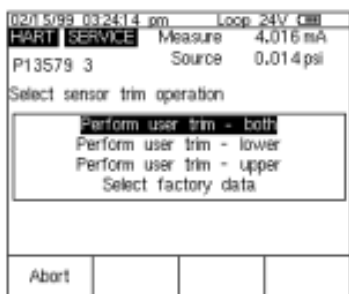 02/15/99 03:24:14 pm Loop 24V
HART SERVICE Measure 4.016 mA
P13579 3 Source 0.014 psi
Select sensor trim operation
Perform user trim - both
Perform user trim - lower
Perform user trim - upper
Select factory data
Abort